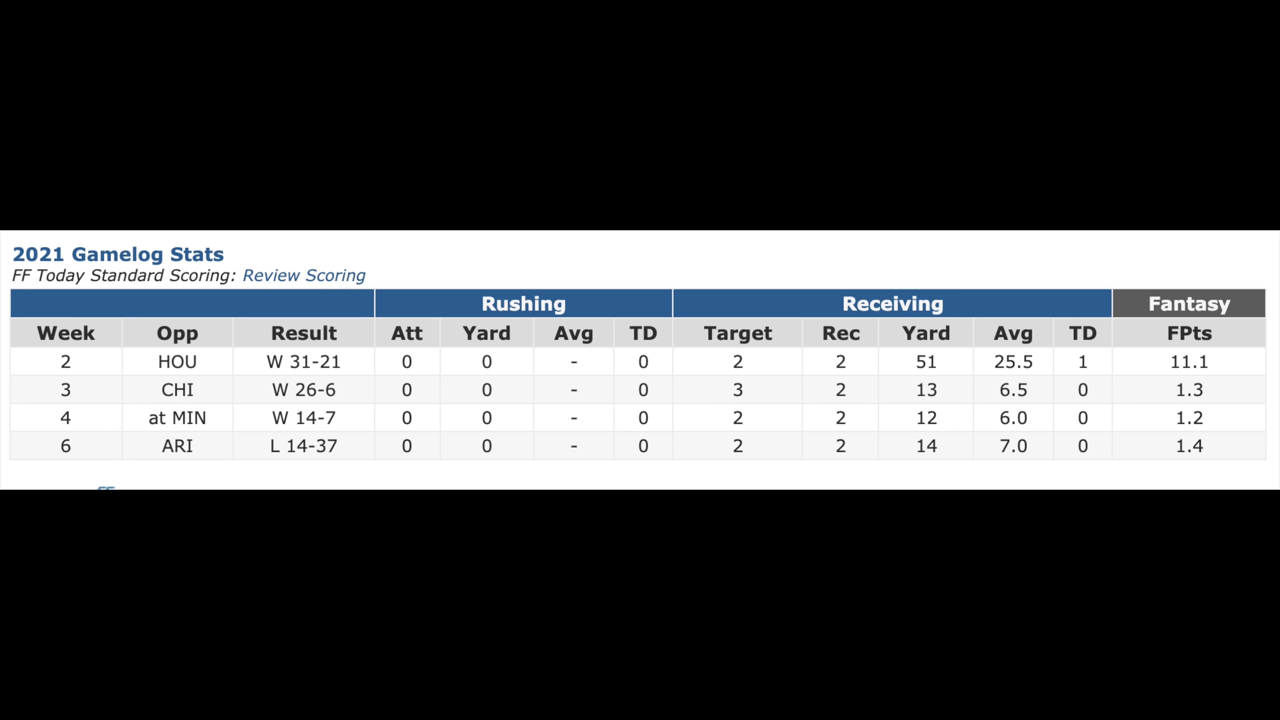 2021 Gamelog Stats
FF Today Standard Scoring: Review Scoring
Rushing Receiving Fantasy
Week Opp Result Att Yard Avg TD Target Rec Yard Avg TD FPts
2 HOU W 31-21 0 0 - 0 2 2 51 25.5 1 11.1
3 CHI W 26-6 0 0 - 0 3 2 13 6.5 0 1.3
4 at MIN W 14-7 0 0 - 0 2 2 12 6.0 0 1.2
6 ARI L 14-37 0 0 - 0 2 2 14 7.0 0 1.4